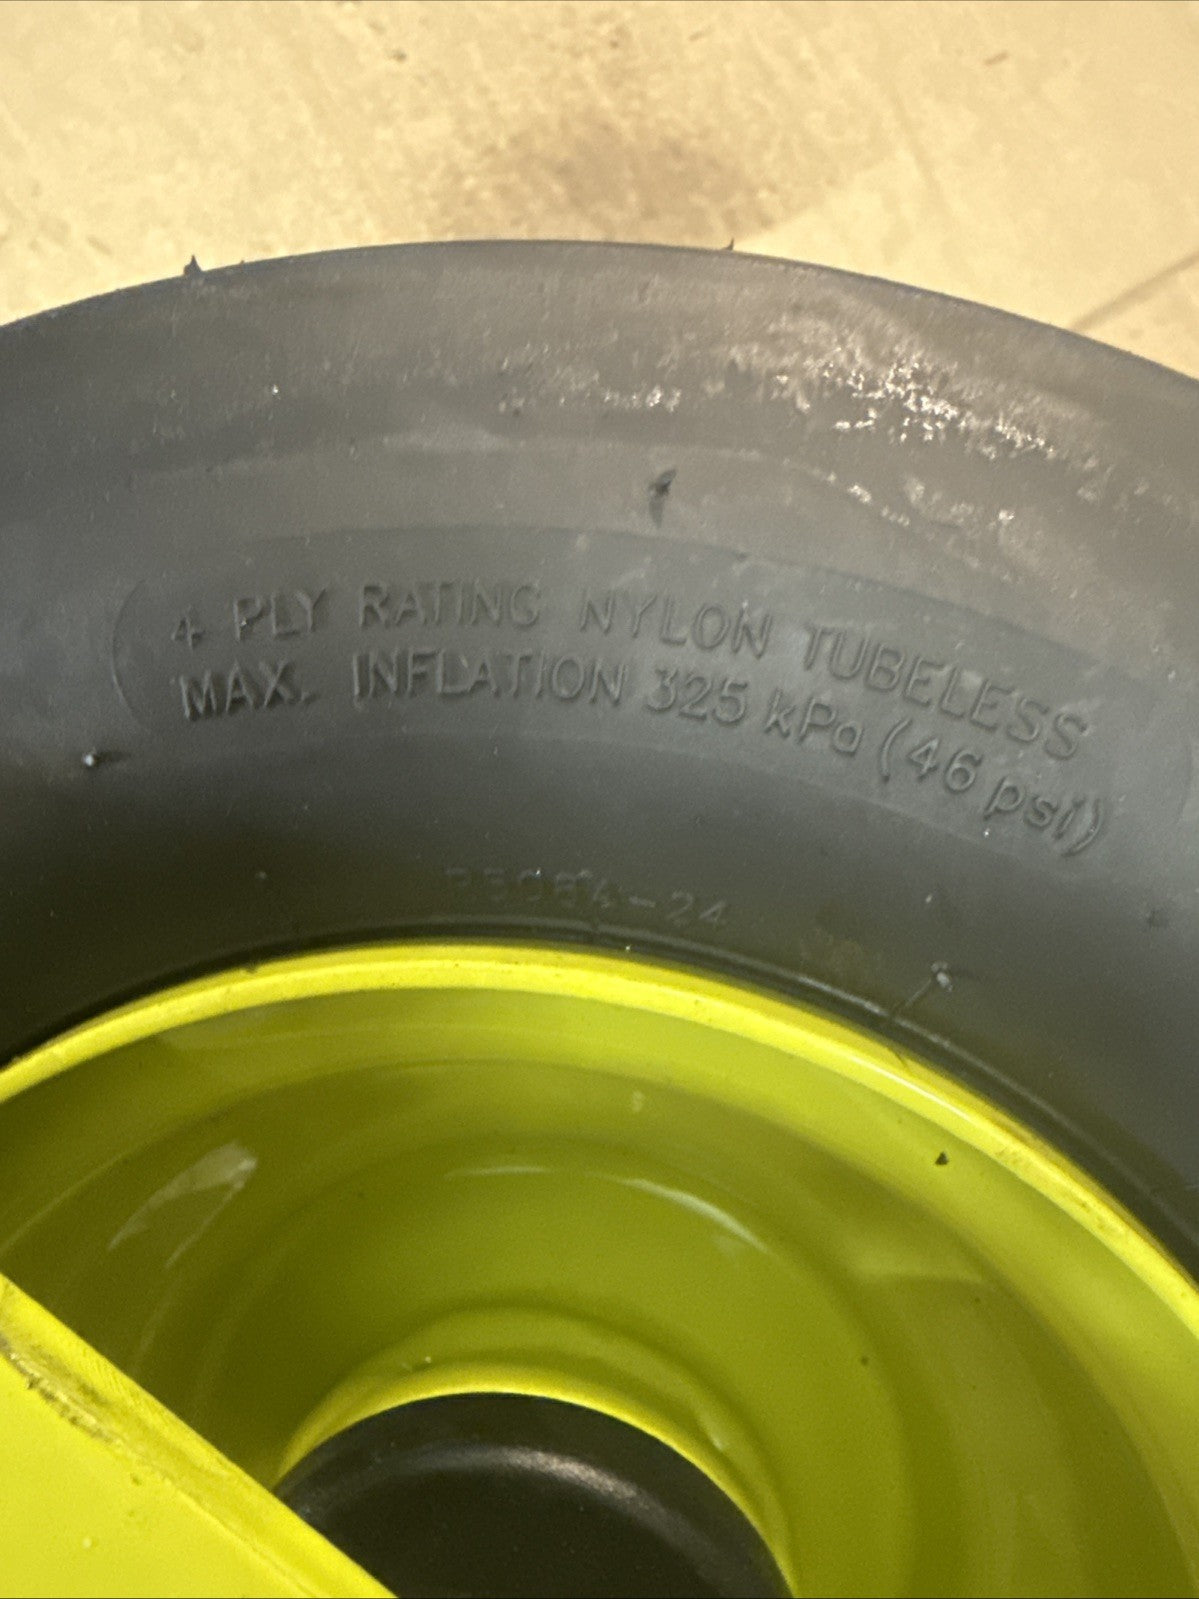 4 PLY RATING NYLON TUBELESS
MAX. INFLATION 325 kPa (46 psi)